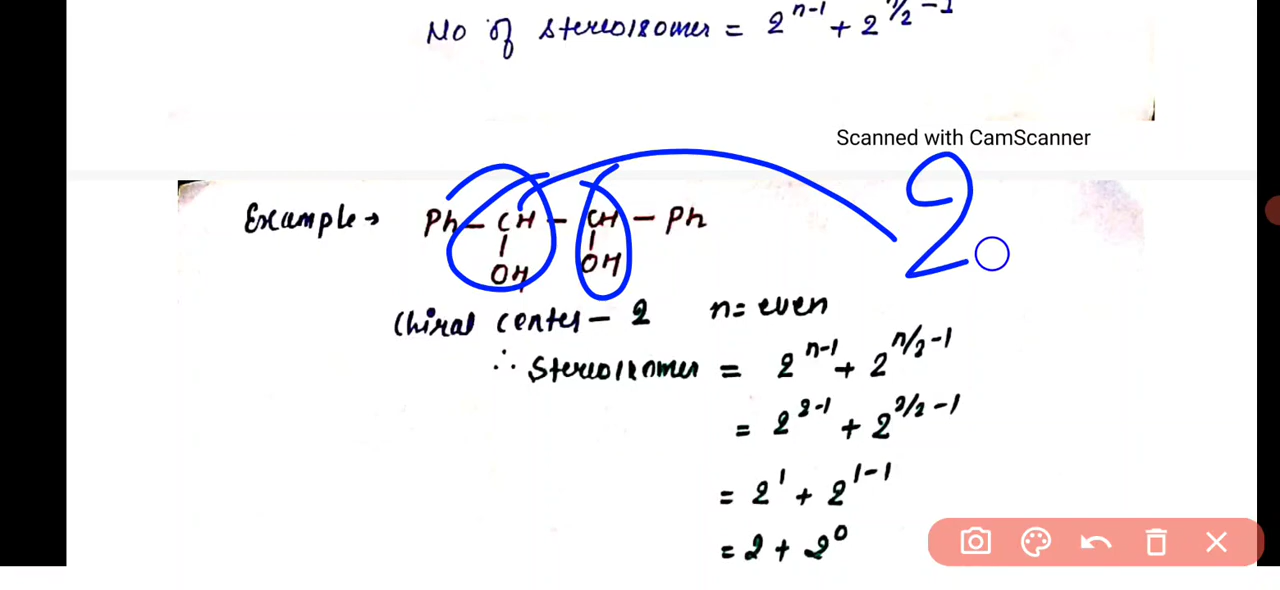 No of stereoisomer = 2^{n-1} + 2^{n/2 -1}
Scanned with CamScanner
Example → Ph – CH – CH – Ph
OH OH
2
Chiral center – 2 n = even
∴ Stereoisomer = 2^{n-1} + 2^{n/2 -1}
= 2^{2-1} + 2^{2/2 -1}
= 2^1 + 2^{1-1}
= 2 + 2^0